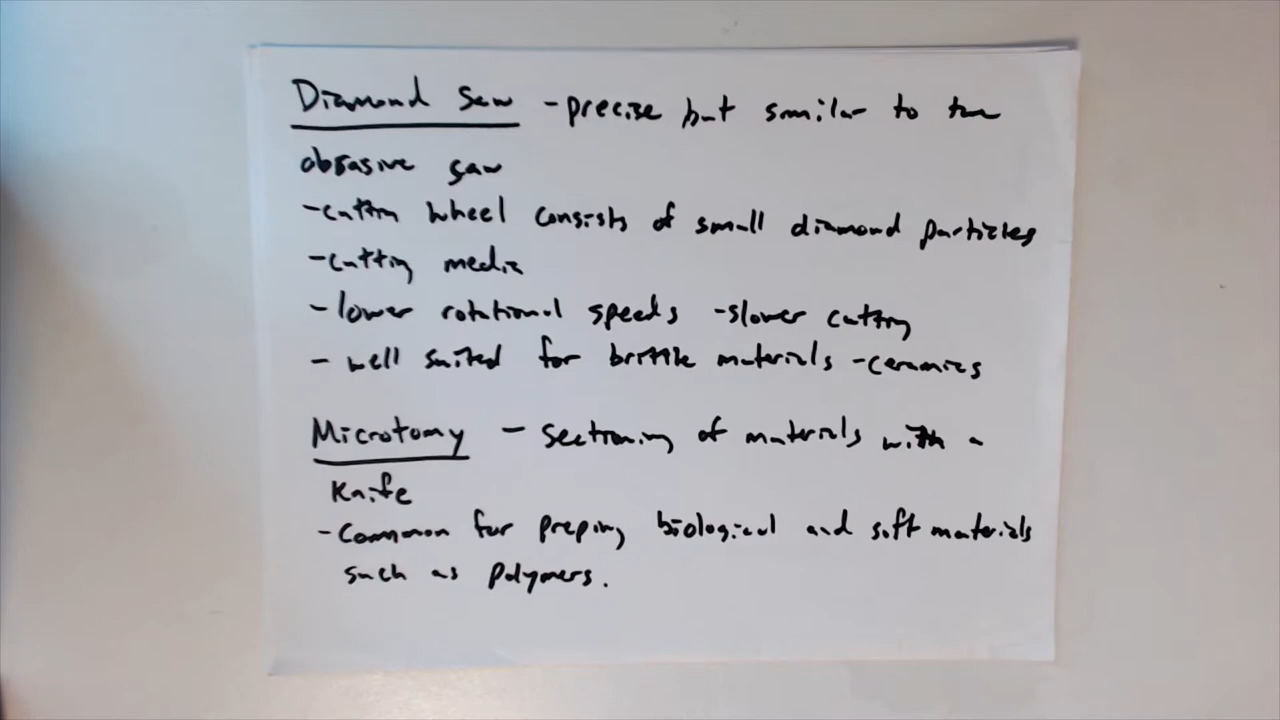 Diamond Saw - precise but similar to the
abrasive saw
- cutting wheel consists of small diamond particles
- cutting media
- lower rotational speeds - slower cutting
- well suited for brittle materials - ceramics
Microtomy - sectioning of materials with a
Knife
- Common for preping biological and soft materials
such as polymers.